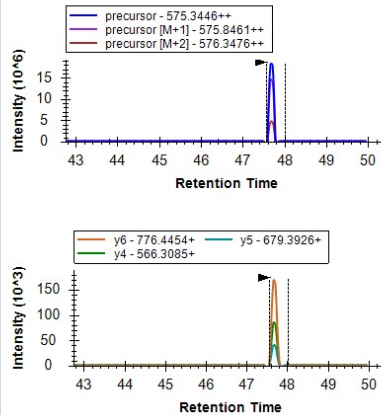 precursor - 575.3446++
precursor [M+1] - 575.8461++
precursor [M+2] - 576.3476++
Intensity (10^6)
15
10
5
0
43 44 45 46 47 48 49 50
Retention Time
y6 - 776.4454+ y5 - 679.3926+
y4 - 566.3085+
Intensity (10^3)
150
100
50
0
43 44 45 46 47 48 49 50
Retention Time